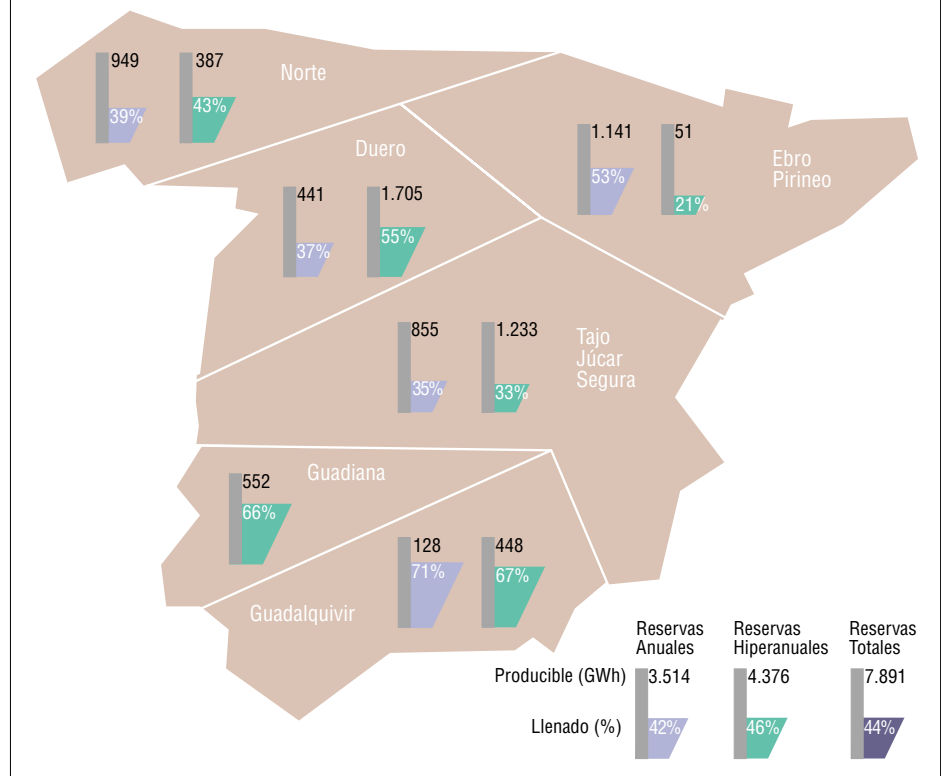 949
387
Norte
39%
43%
Duero
441
1.705
37%
55%
1.141
51
Ebro
Pirineo
53%
21%
855
1.233
Tajo
Júcar
Segura
35%
33%
Guadiana
552
66%
128
448
71%
67%
Guadalquivir
Reservas
Anuales
Reservas
Hiperanuales
Reservas
Totales
Producible (GWh)
3.514
4.376
7.891
Llenado (%)
42%
46%
44%